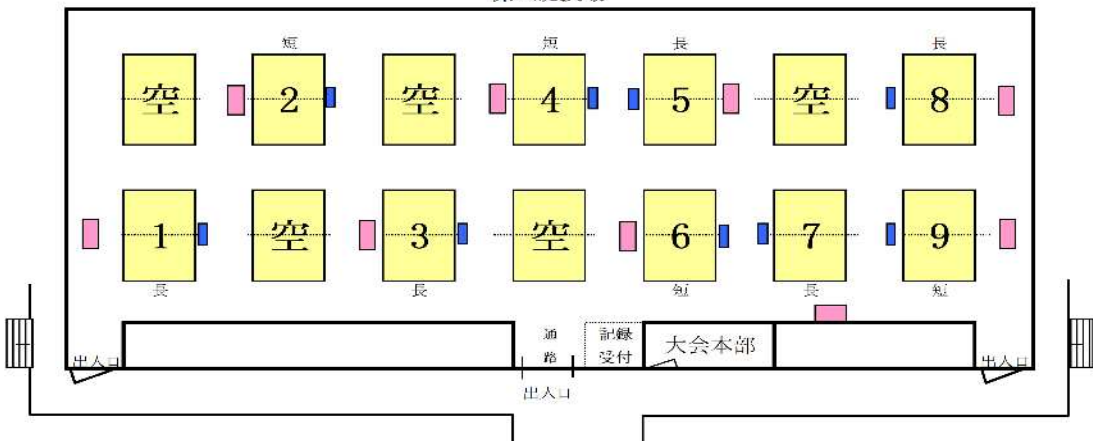 短 短 長 長
空 2 空 4 5 空 8
1 空 3 空 6 7 9
長 長 短 長 短
通路
記録
受付
大会本部
出入口
出入口
出入口